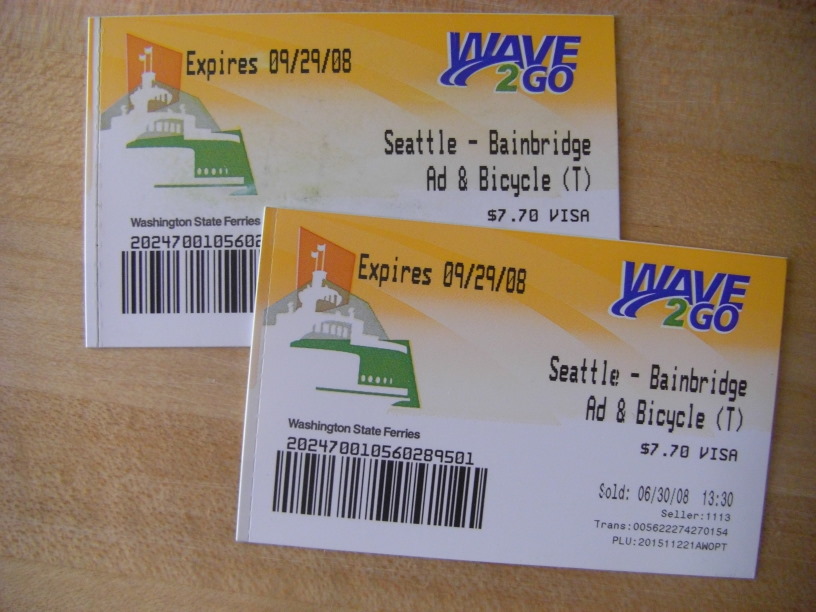 Expires 09/29/08
WAVE
2GO
Seattle - Bainbridge
Ad & Bicycle (T)
$7.70 VISA
Washington State Ferries
2024700105602
Expires 09/29/08
WAVE
2GO
Seattle - Bainbridge
Ad & Bicycle (T)
$7.70 VISA
Washington State Ferries
202470010560289501
Sold: 06/30/08 13:30
Seller:1113
Trans:005622274270154
PLU:201511221AWOPT